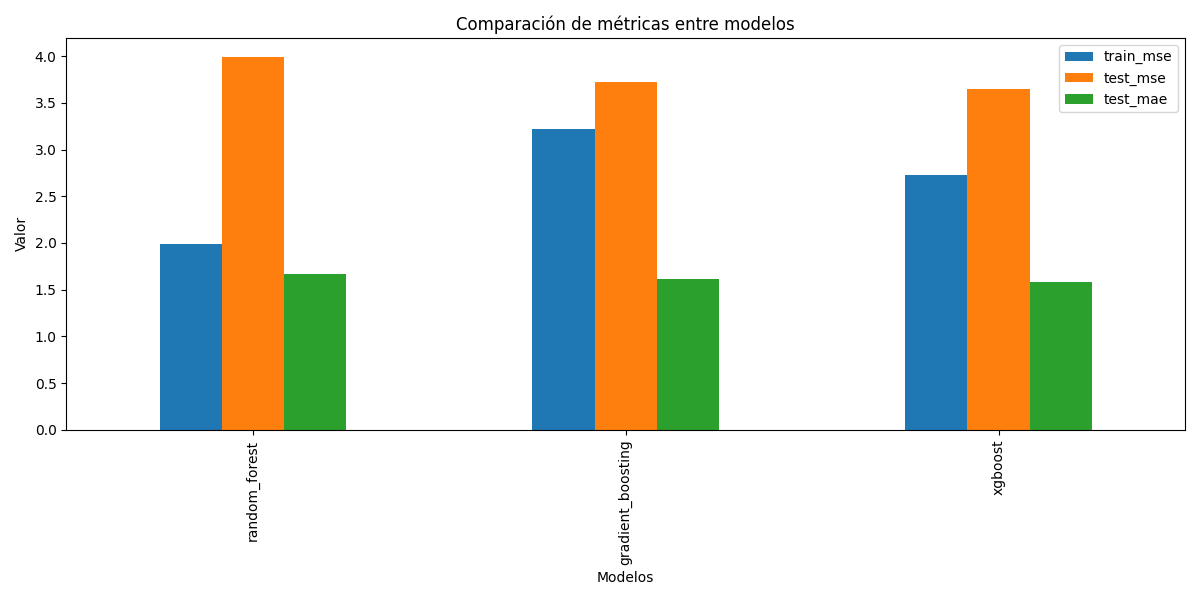 Comparación de métricas entre modelos
train_mse
test_mse
test_mae
Valor
4.0
3.5
3.0
2.5
2.0
1.5
1.0
0.5
0.0
random_forest
gradient_boosting
xgboost
Modelos